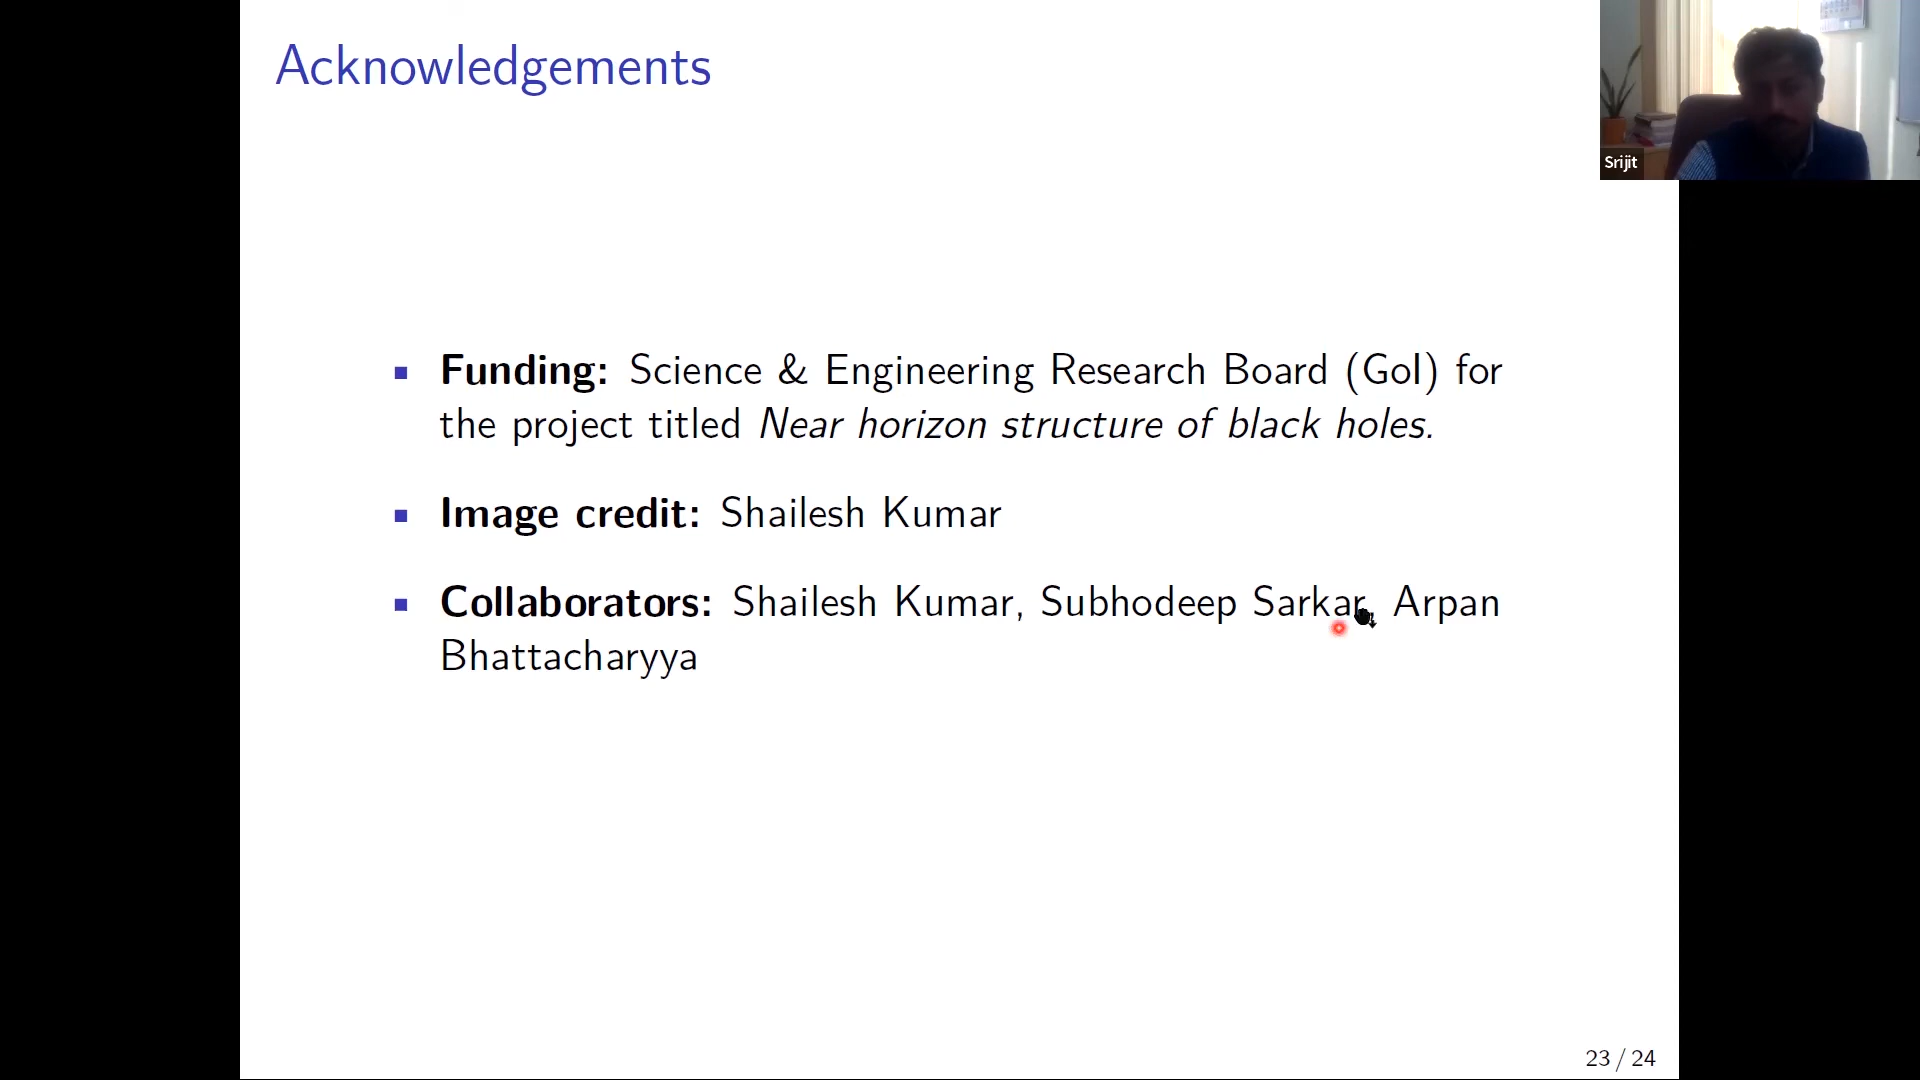 Acknowledgements
Srijit
▪ Funding: Science & Engineering Research Board (GoI) for
the project titled Near horizon structure of black holes.
▪ Image credit: Shailesh Kumar
▪ Collaborators: Shailesh Kumar, Subhodeep Sarkar, Arpan
Bhattacharyya
23 / 24